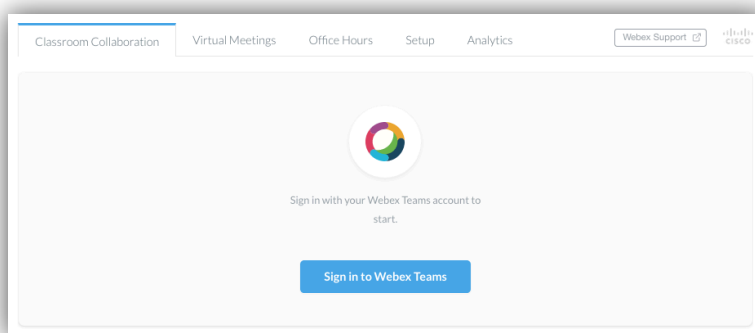 Classroom Collaboration Virtual Meetings Office Hours Setup Analytics Webex Support CISCO
Sign in with your Webex Teams account to
start.
Sign in to Webex Teams